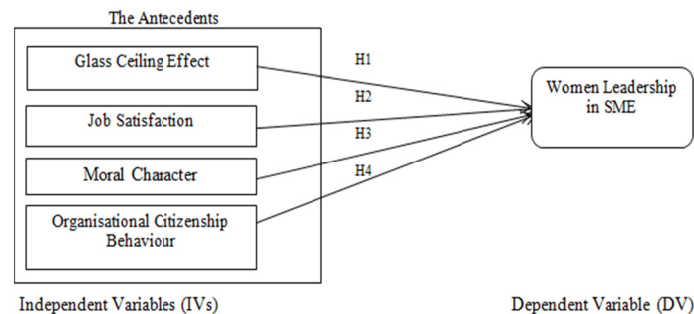 The Antecedents
Glass Ceiling Effect
Job Satisfaction
Moral Character
Organisational Citizenship
Behaviour
H1
H2
H3
H4
Women Leadership
in SME
Independent Variables (IVs)
Dependent Variable (DV)